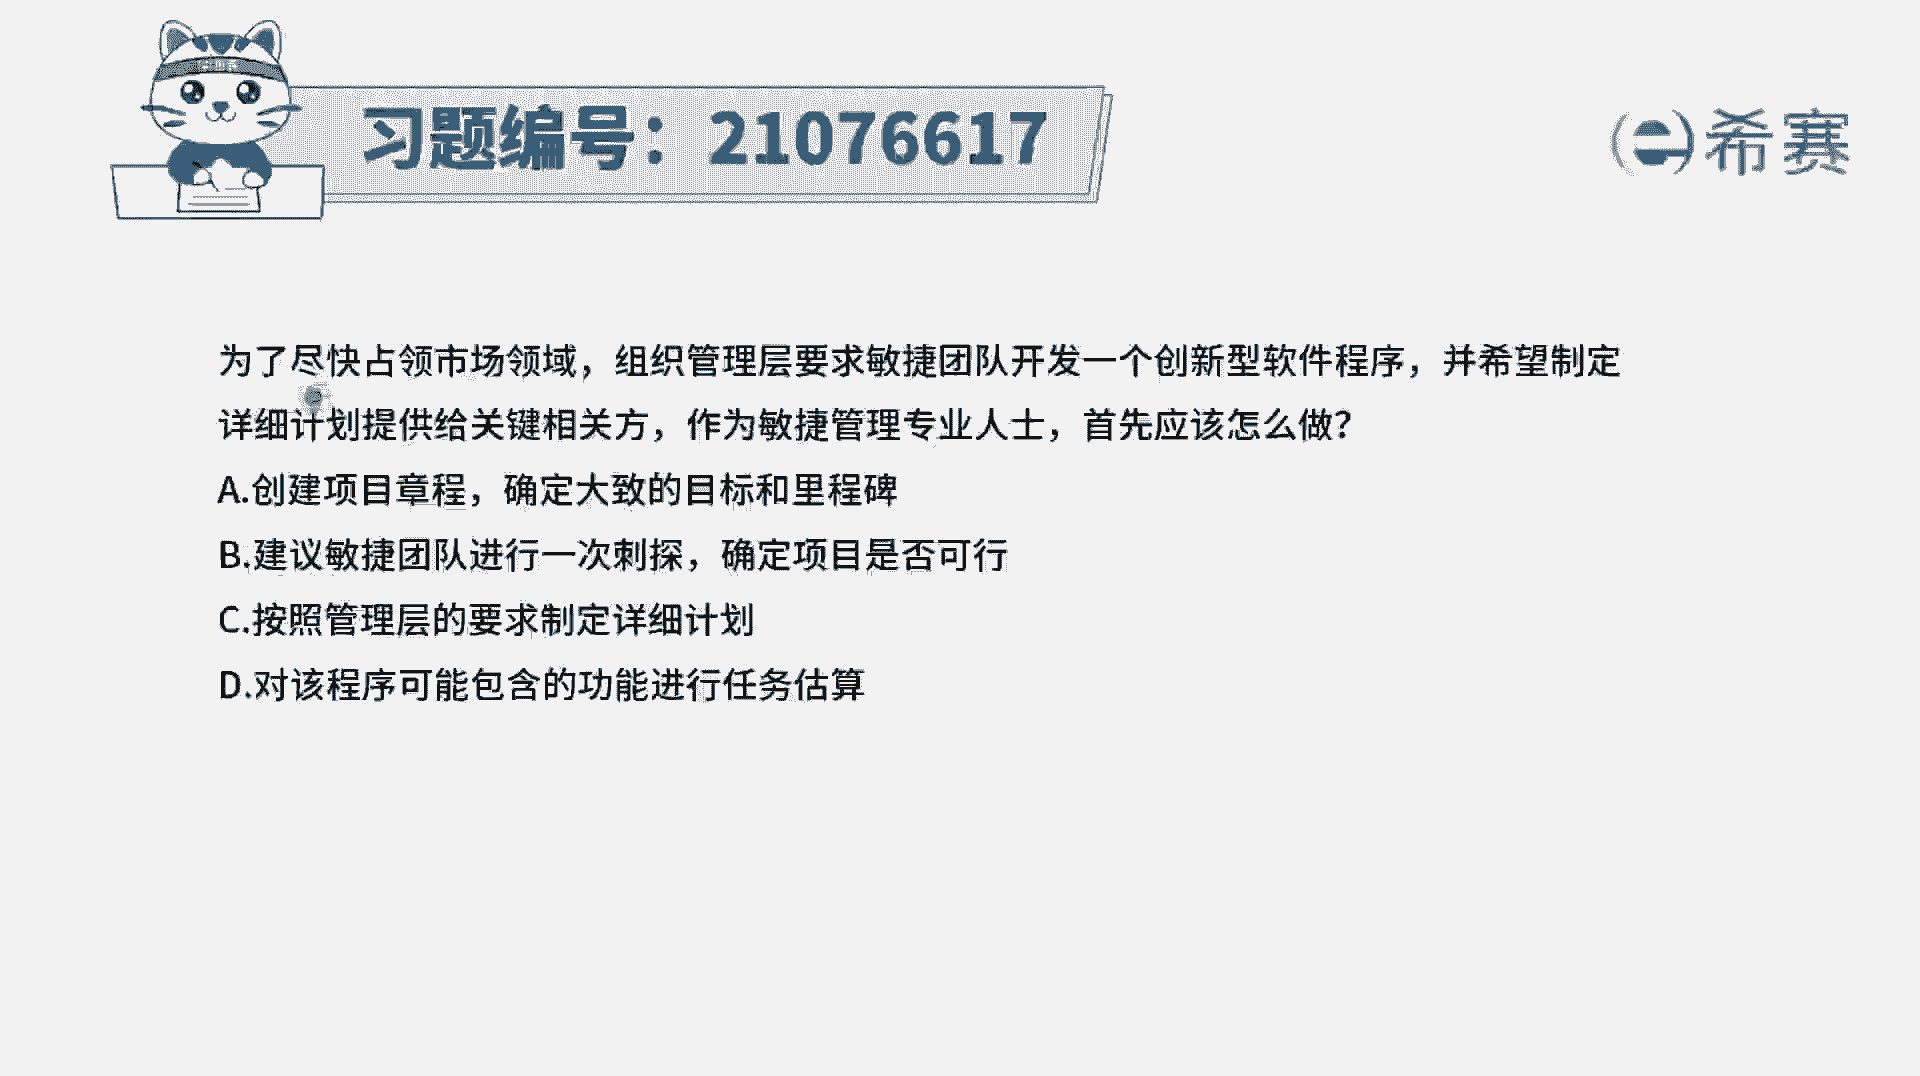 习题编号：21076617
希赛
为了尽快占领市场领域，组织管理层要求敏捷团队开发一个创新型软件程序，并希望制定
详细计划提供给关键相关方，作为敏捷管理专业人士，首先应该怎么做？
A.创建项目章程，确定大致的目标和里程碑
B.建议敏捷团队进行一次刺探，确定项目是否可行
C.按照管理层的要求制定详细计划
D.对该程序可能包含的功能进行任务估算